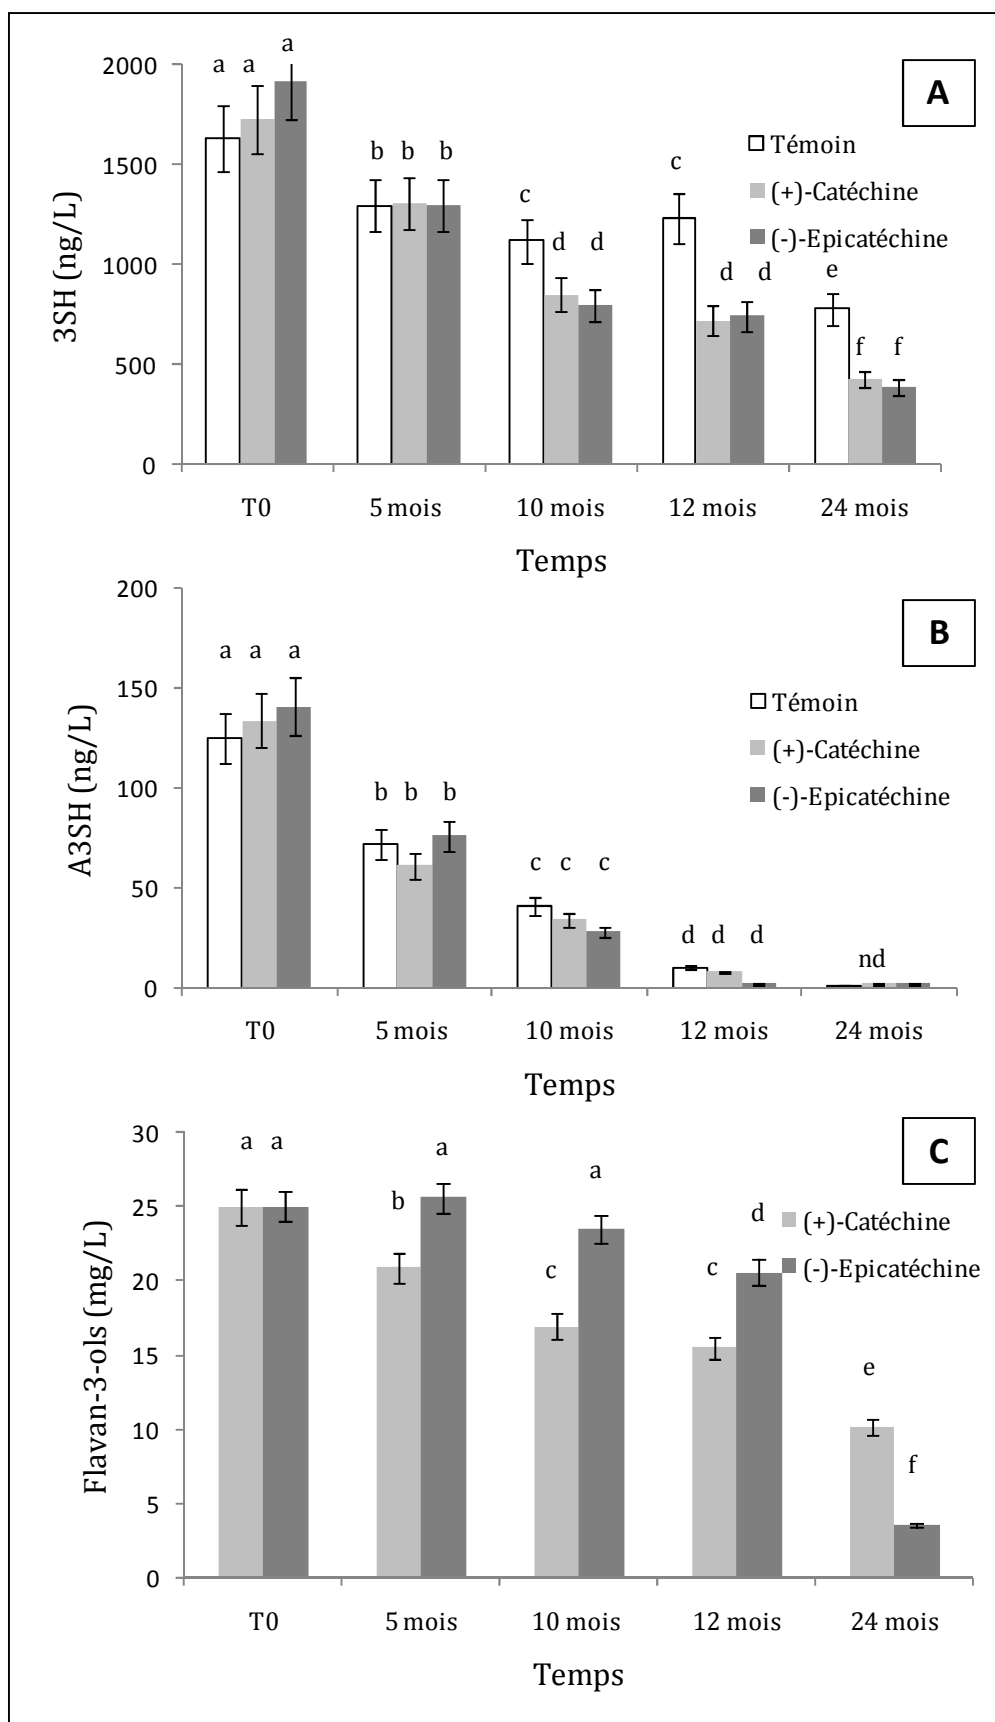 A
3SH (ng/L)
2000
1500
1000
500
0
a a a
b b b
c d d
c d d
e f f
Témoin
(+)-Catéchine
(-)-Epicatéchine
T0 5 mois 10 mois 12 mois 24 mois
Temps
B
A3SH (ng/L)
200
150
100
50
0
a a a
b b b
c c c
d d d
nd
Témoin
(+)-Catéchine
(-)-Epicatéchine
T0 5 mois 10 mois 12 mois 24 mois
Temps
C
Flavan-3-ols (mg/L)
30
25
20
15
10
5
0
a a
b a
c a
c d
e f
(+)-Catéchine
(-)-Epicatéchine
T0 5 mois 10 mois 12 mois 24 mois
Temps